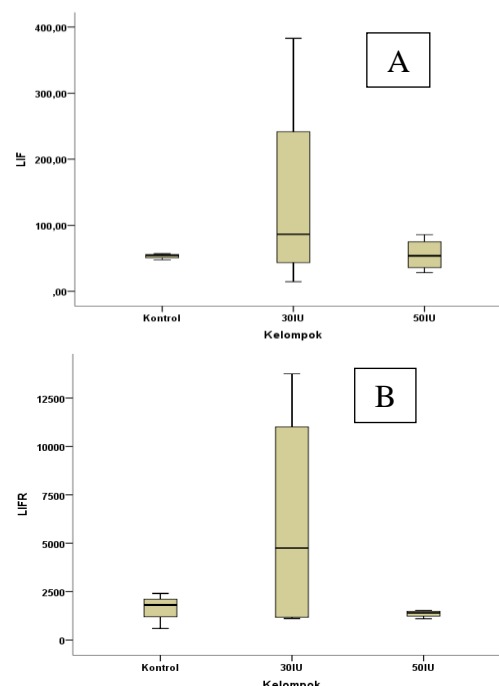 A
400,00
300,00
200,00
100,00
,00
LIF
Kontrol 30IU 50IU
Kelompok
B
12500
10000
7500
5000
2500
0
LIFR
Kontrol 30IU 50IU
Kelompok